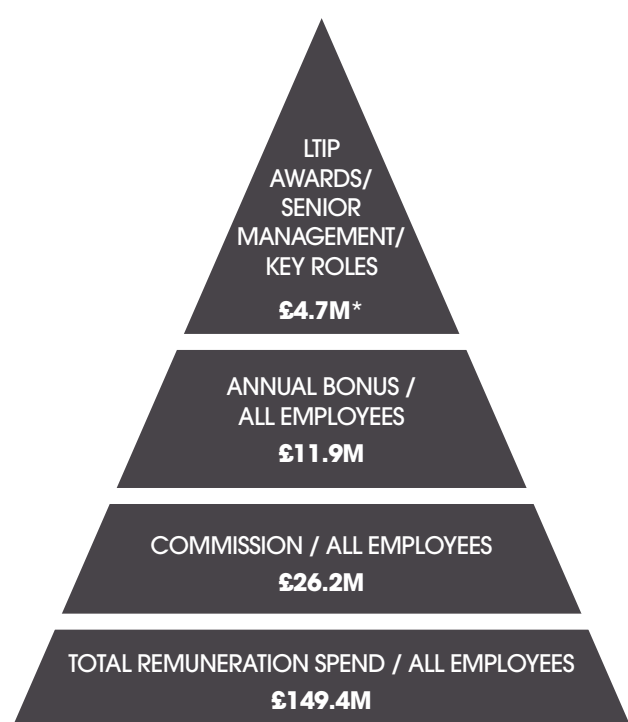 LTIP
AWARDS/
SENIOR
MANAGEMENT/
KEY ROLES
£4.7M*
ANNUAL BONUS /
ALL EMPLOYEES
£11.9M
COMMISSION / ALL EMPLOYEES
£26.2M
TOTAL REMUNERATION SPEND / ALL EMPLOYEES
£149.4M